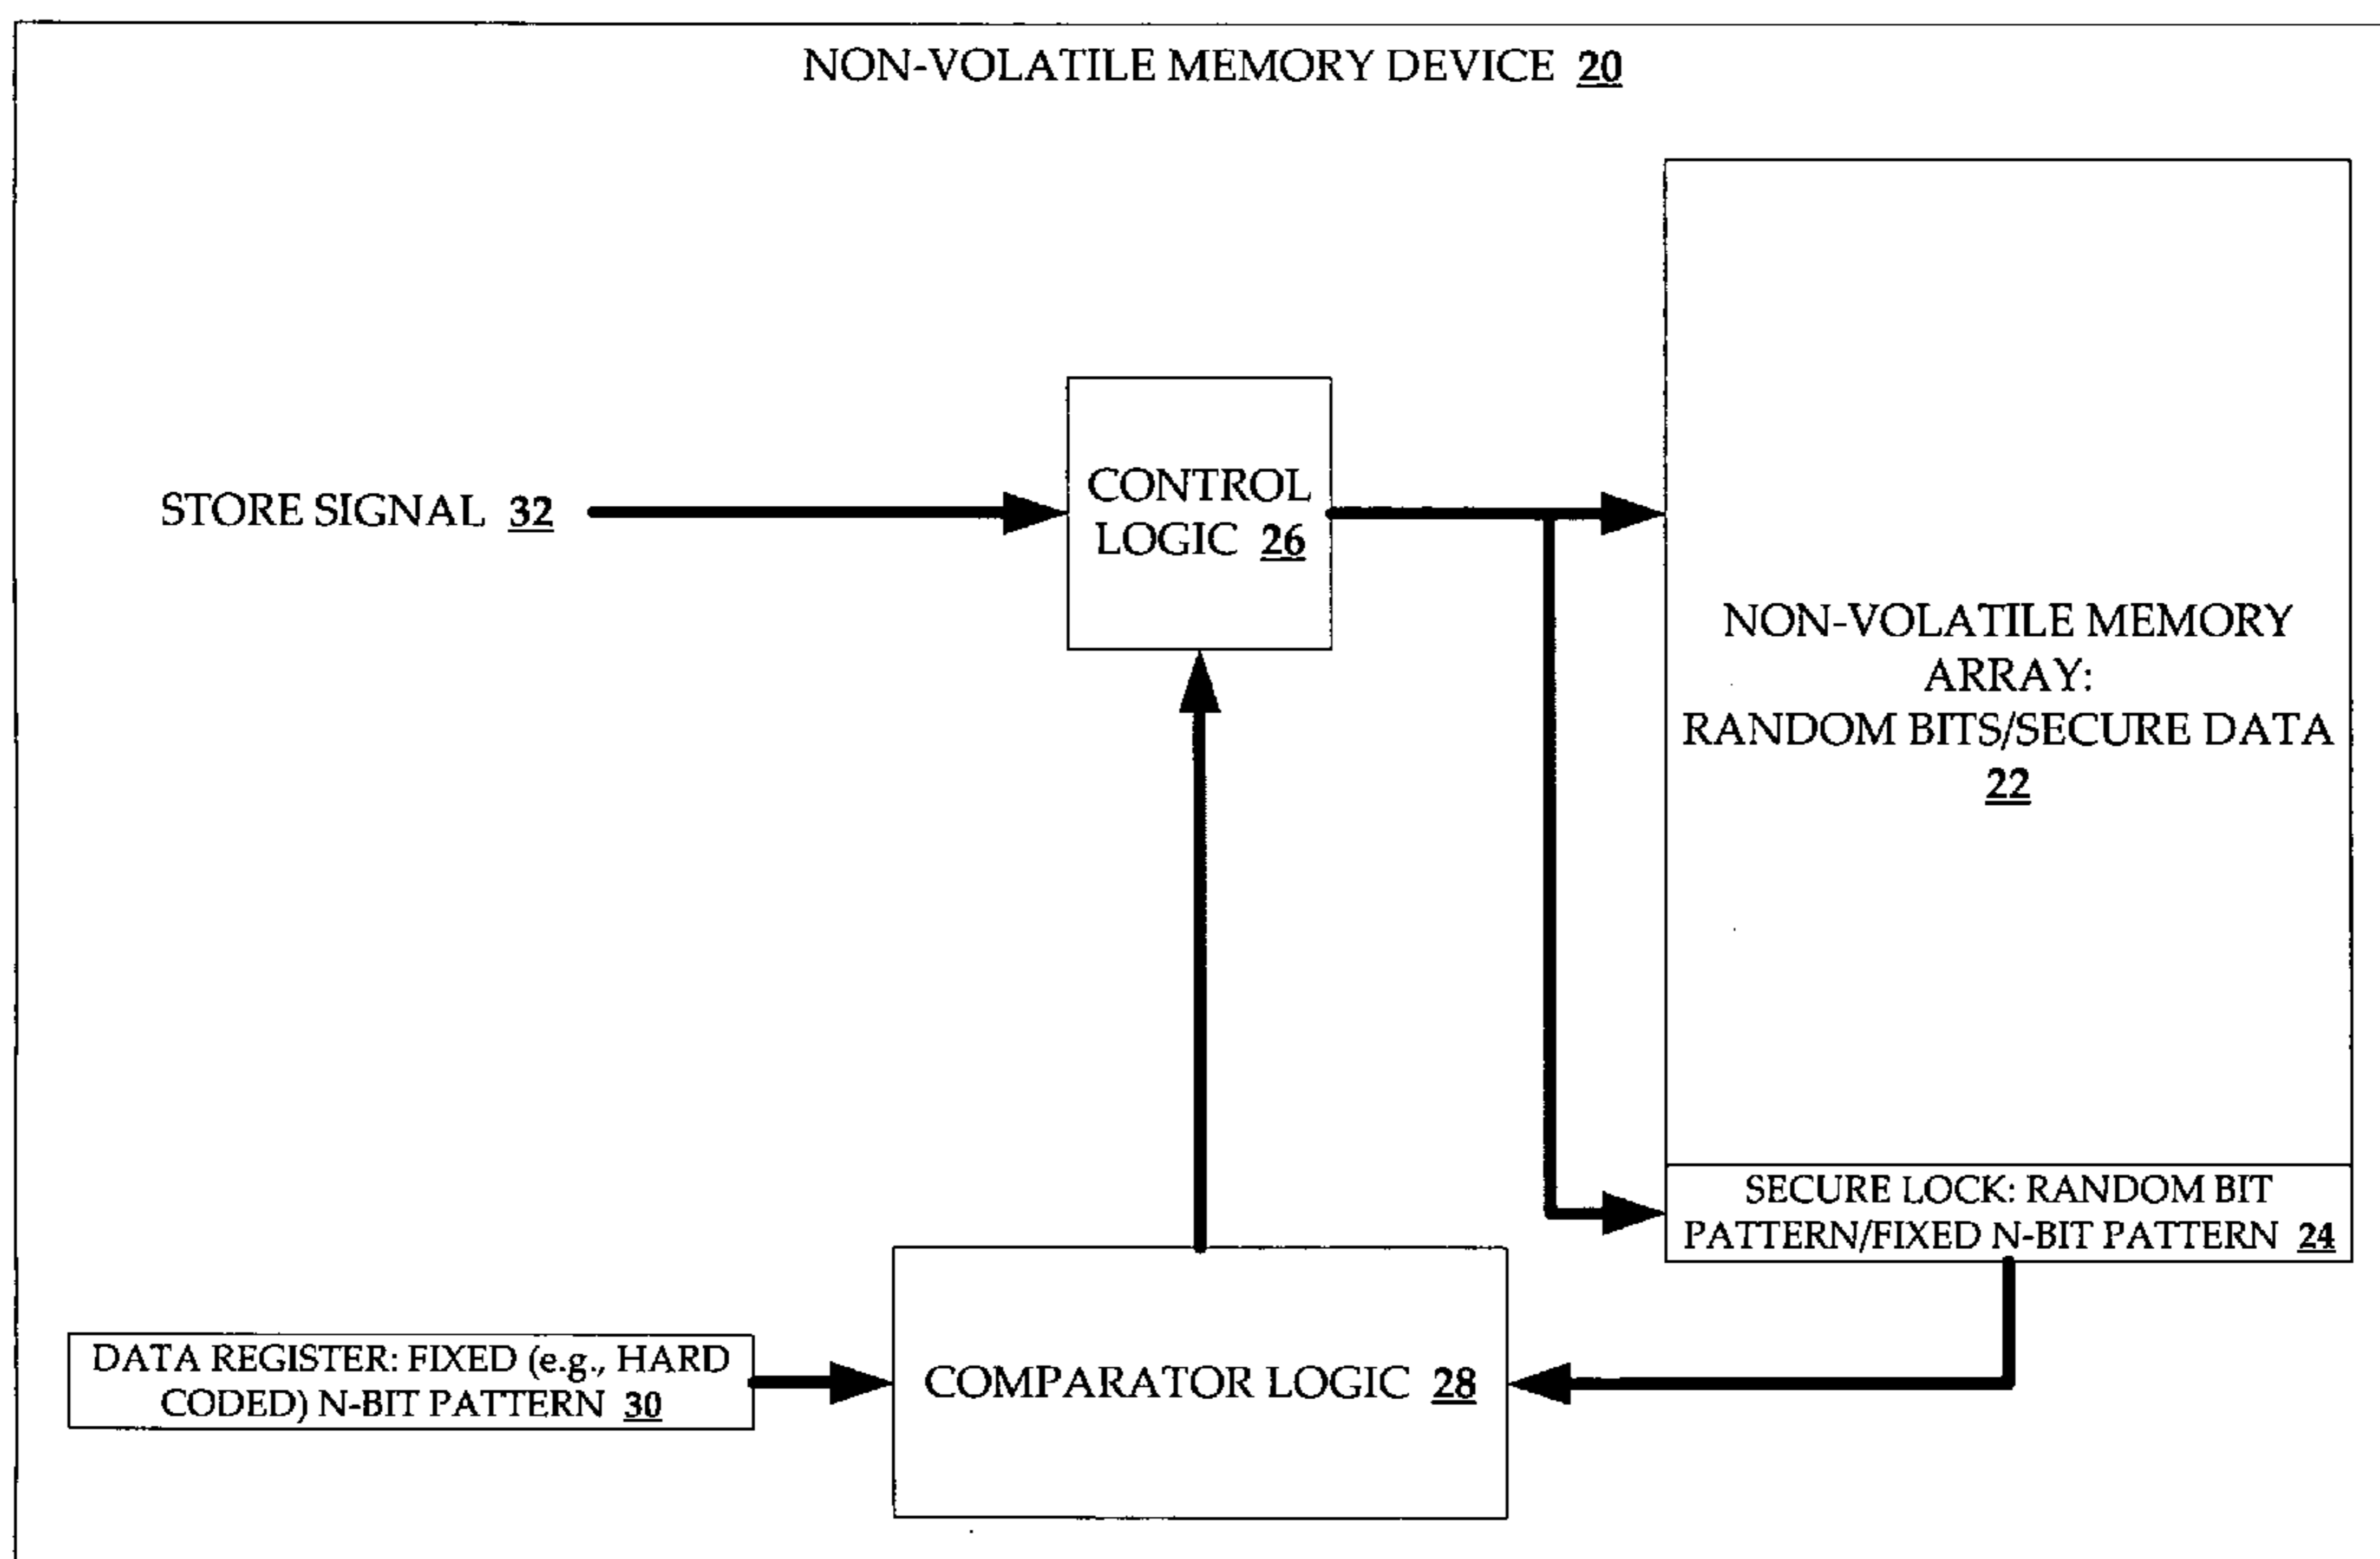 NON-VOLATILE MEMORY DEVICE 20
STORE SIGNAL 32
CONTROL
LOGIC 26
NON-VOLATILE MEMORY
ARRAY:
RANDOM BITS/SECURE DATA
22
SECURE LOCK: RANDOM BIT
PATTERN/FIXED N-BIT PATTERN 24
DATA REGISTER: FIXED (e.g., HARD
CODED) N-BIT PATTERN 30
COMPARATOR LOGIC 28